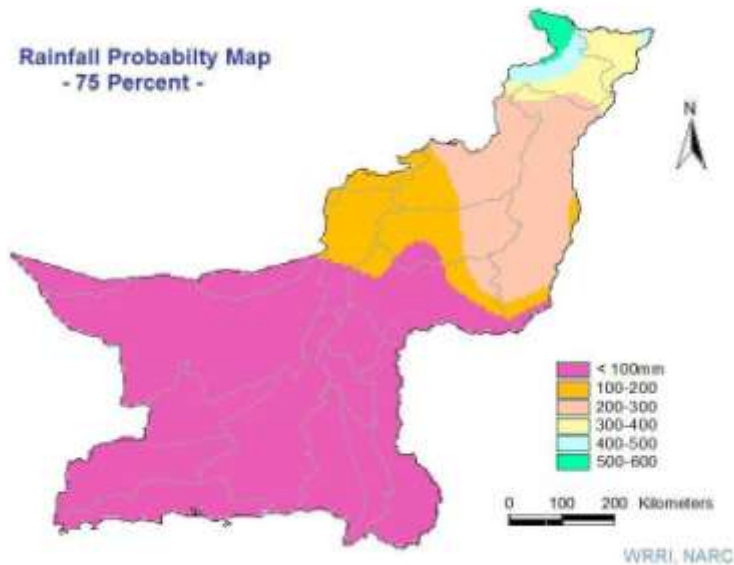 Rainfall Probabilty Map
- 75 Percent -
N
< 100mm
100-200
200-300
300-400
400-500
500-600
0 100 200 Kilometers
WRRI, NARC